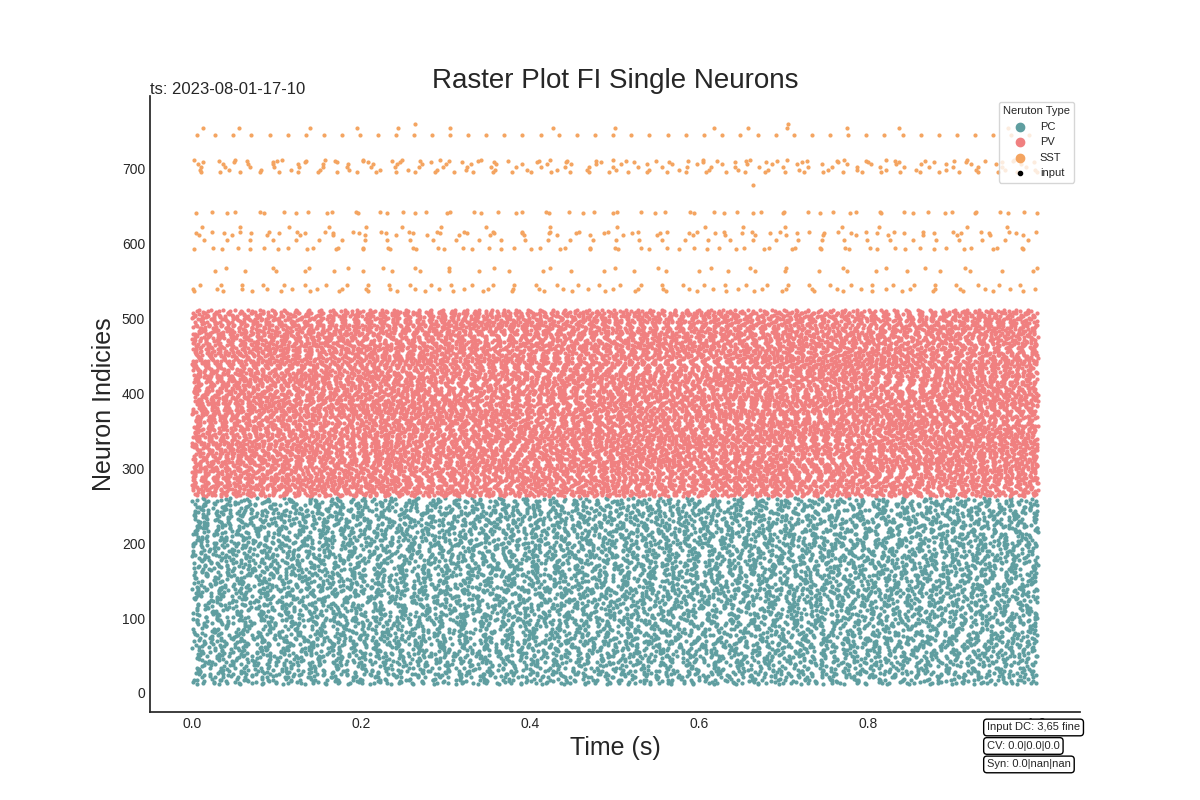 Raster Plot FI Single Neurons
ts: 2023-08-01-17-10
Neruton Type
PC
PV
SST
input
Neuron Indicies
700
600
500
400
300
200
100
0
0.0
0.2
0.4
0.6
0.8
Time (s)
Input DC: 3,65 fine
CV: 0.0|0.0|0.0
Syn: 0.0|nan|nan